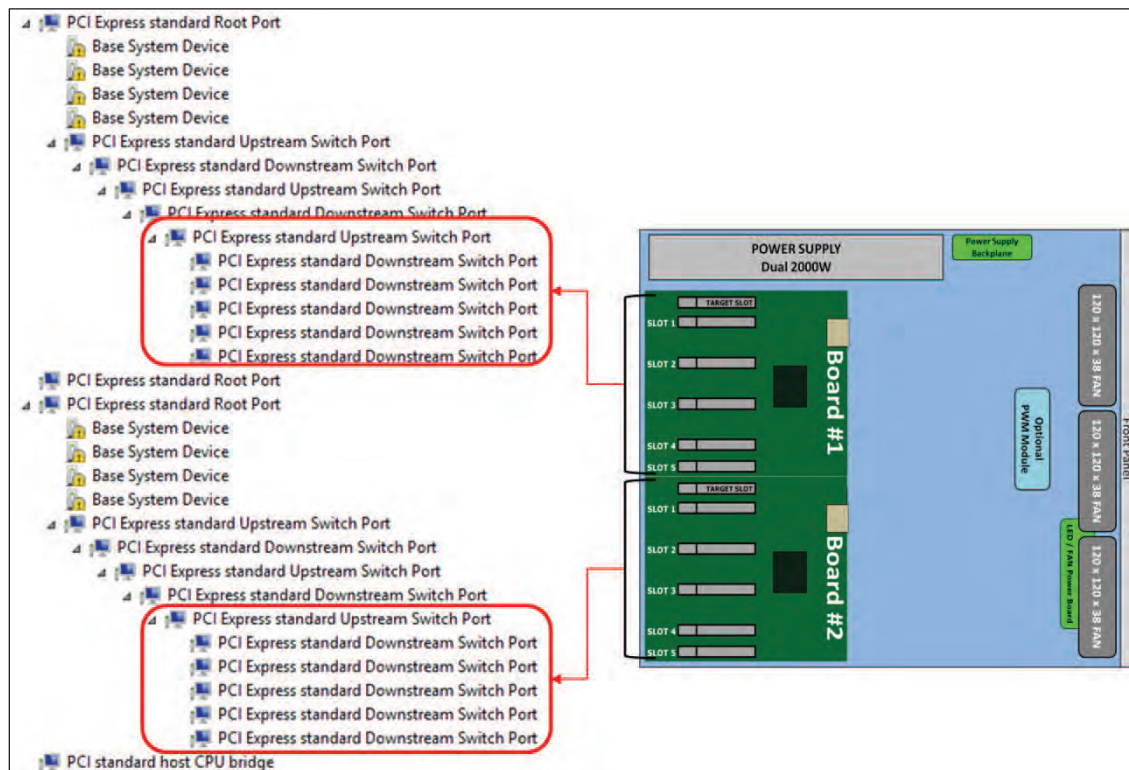 PCI Express standard Root Port
Base System Device
Base System Device
Base System Device
Base System Device
PCI Express standard Upstream Switch Port
PCI Express standard Downstream Switch Port
PCI Express standard Upstream Switch Port
PCI Express standard Downstream Switch Port
PCI Express standard Upstream Switch Port
PCI Express standard Downstream Switch Port
PCI Express standard Downstream Switch Port
PCI Express standard Downstream Switch Port
PCI Express standard Downstream Switch Port
PCI Express standard Downstream Switch Port
PCI Express standard Root Port
PCI Express standard Root Port
Base System Device
Base System Device
Base System Device
Base System Device
PCI Express standard Upstream Switch Port
PCI Express standard Downstream Switch Port
PCI Express standard Upstream Switch Port
PCI Express standard Downstream Switch Port
PCI Express standard Upstream Switch Port
PCI Express standard Downstream Switch Port
PCI Express standard Downstream Switch Port
PCI Express standard Downstream Switch Port
PCI Express standard Downstream Switch Port
PCI Express standard Downstream Switch Port
PCI standard host CPU bridge
POWER SUPPLY
Dual 2000W
Power Supply
Backplane
TARGET SLOT
SLOT 1
SLOT 2
SLOT 3
SLOT 4
SLOT 5
Board #1
TARGET SLOT
SLOT 1
SLOT 2
SLOT 3
SLOT 4
SLOT 5
Board #2
Optional
PWM Module
120 x 120 x 38 FAN
120 x 120 x 38 FAN
120 x 120 x 38 FAN
LED / FAN Power Board
Front Panel